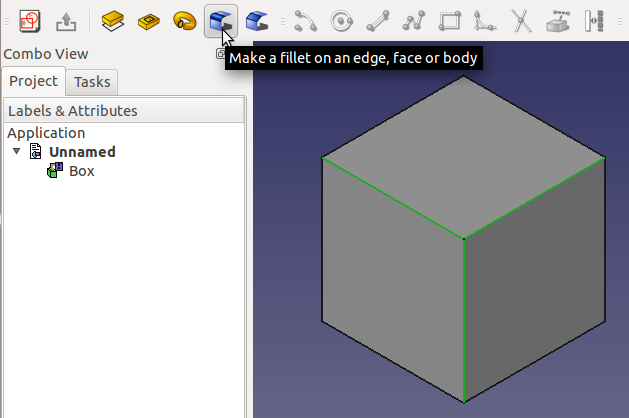 Combo View
Make a fillet on an edge, face or body
Project
Tasks
Labels & Attributes
Application
Unnamed
Box